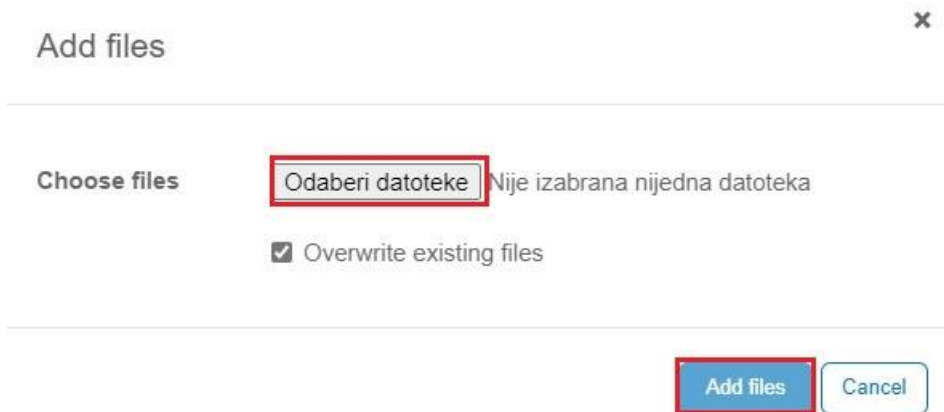 Add files
Choose files Odaberi datoteke Nije izabrana nijedna datoteka
Overwrite existing files
Add files Cancel